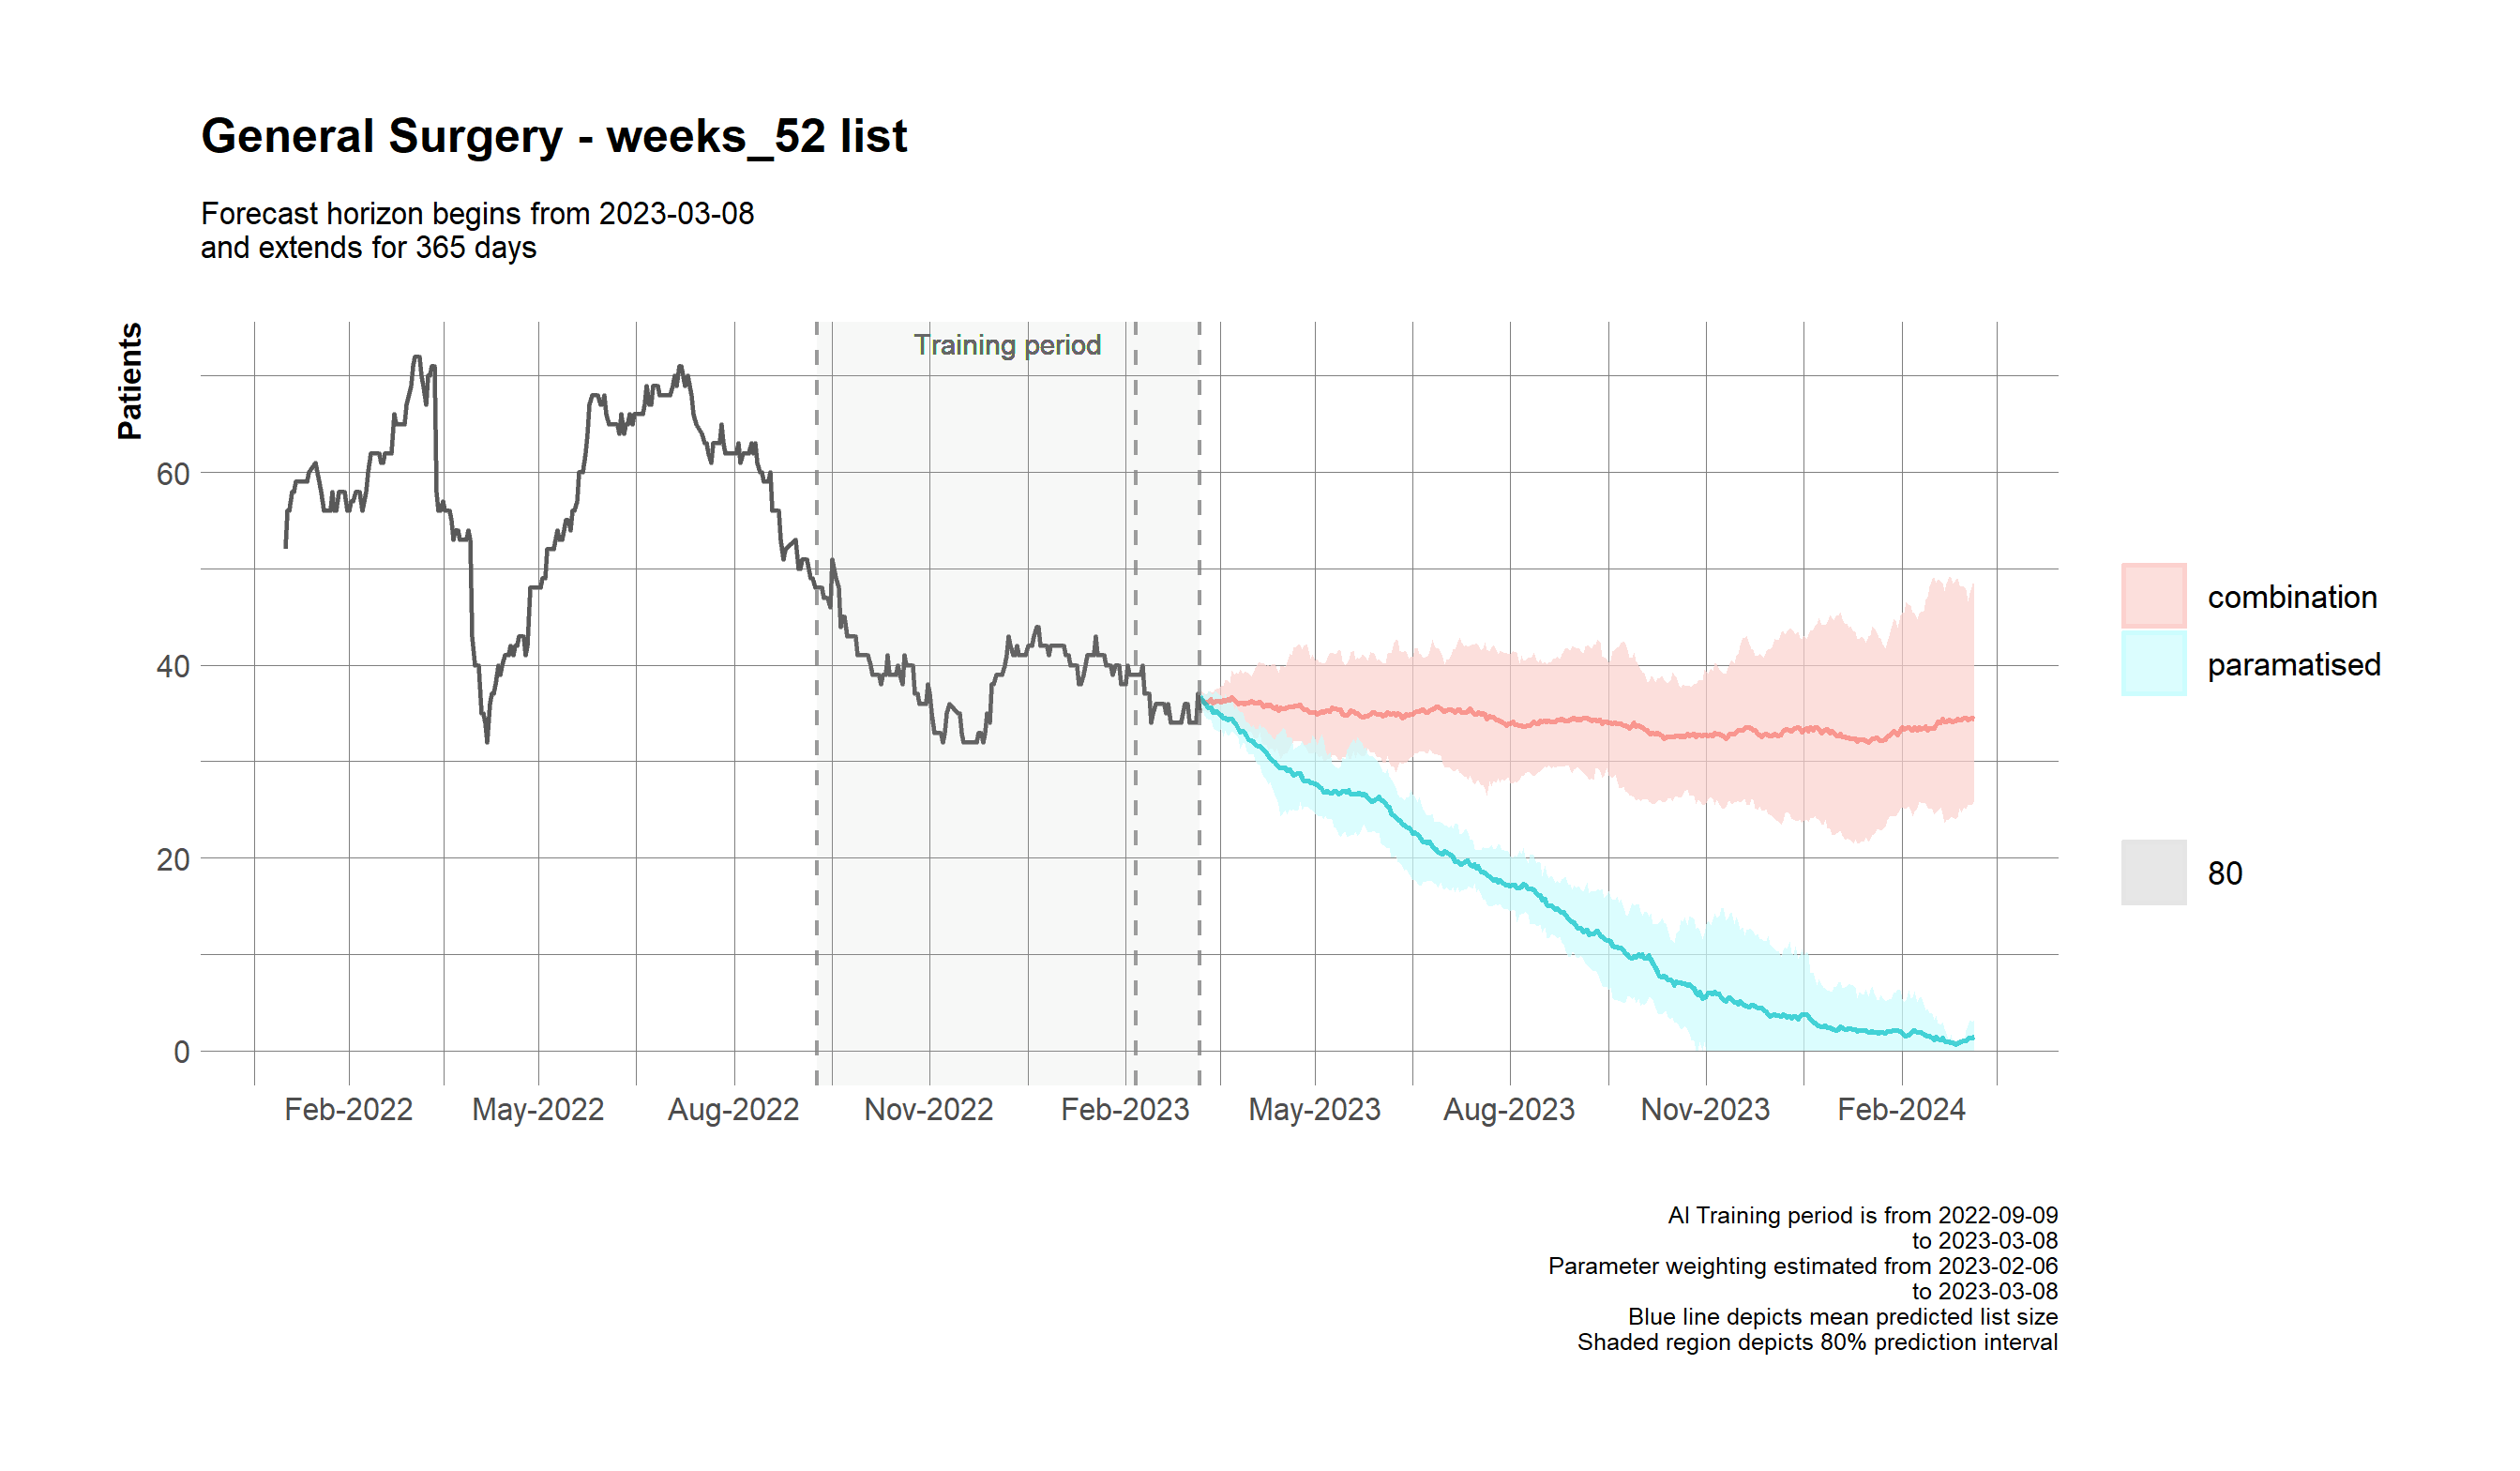 General Surgery - weeks_52 list
Forecast horizon begins from 2023-03-08
and extends for 365 days
Patients
Training period
60
40
20
0
Feb-2022
May-2022
Aug-2022
Nov-2022
Feb-2023
May-2023
Aug-2023
Nov-2023
Feb-2024
combination
paramatised
80
AI Training period is from 2022-09-09
to 2023-03-08
Parameter weighting estimated from 2023-02-06
to 2023-03-08
Blue line depicts mean predicted list size
Shaded region depicts 80% prediction interval